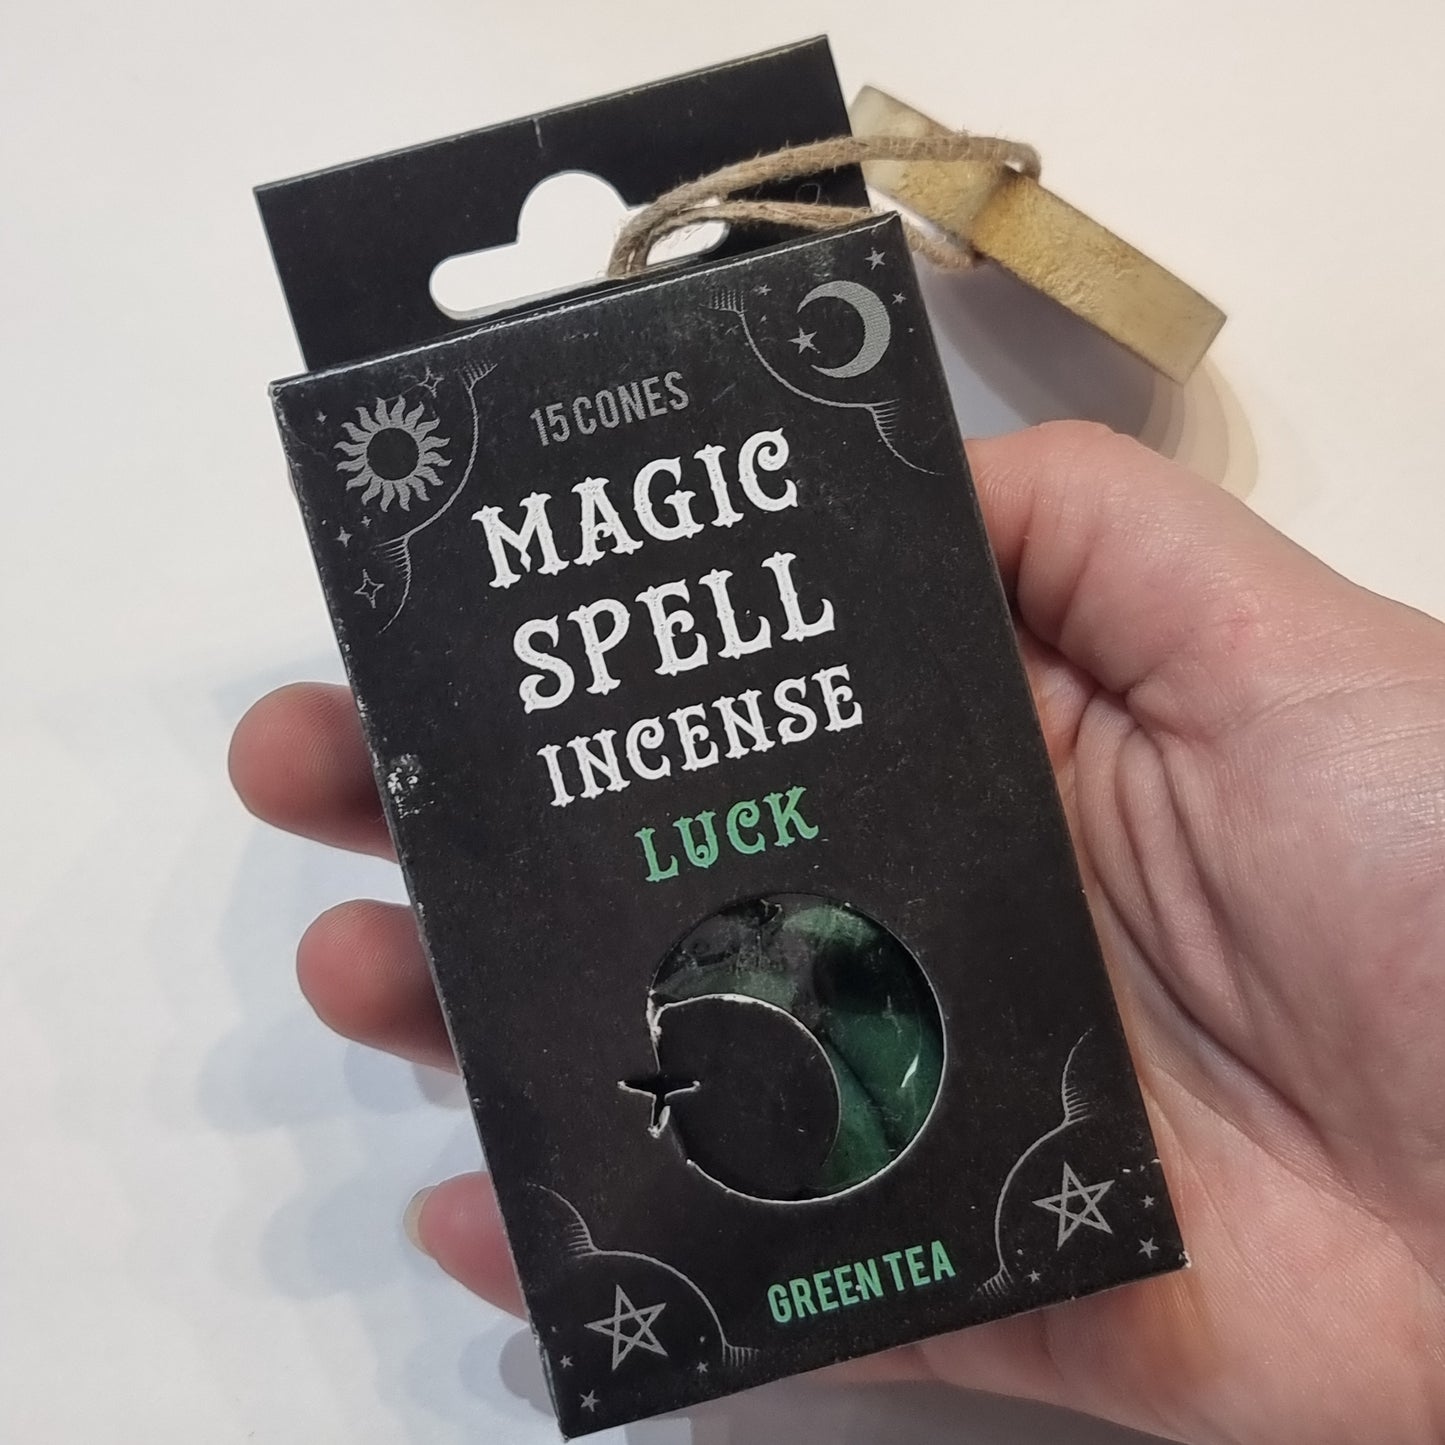 15 CONES
MAGIC
SPELL
INCENSE
LUCK
GREEN TEA